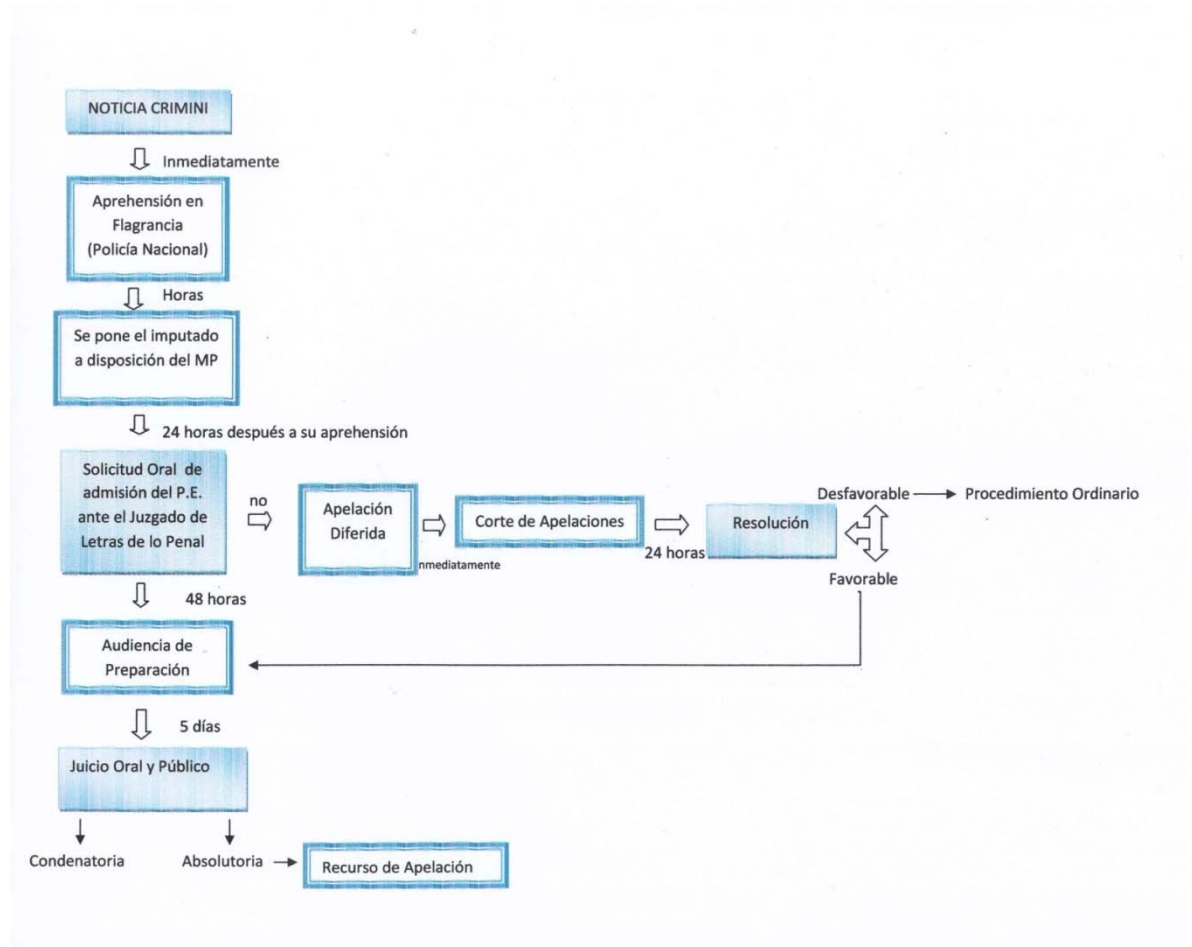 NOTICIA CRIMINI
Inmediatamente
Aprehensión en
Flagrancia
(Policía Nacional)
Horas
Se pone el imputado
a disposición del MP
24 horas después a su aprehensión
Solicitud Oral de
admisión del P.E.
ante el Juzgado de
Letras de lo Penal
no
Apelación
Diferida
nmediatamente
Corte de Apelaciones
24 horas
Resolución
Desfavorable
Procedimiento Ordinario
Favorable
48 horas
Audiencia de
Preparación
5 días
Juicio Oral y Público
Condenatoria
Absolutoria
Recurso de Apelación